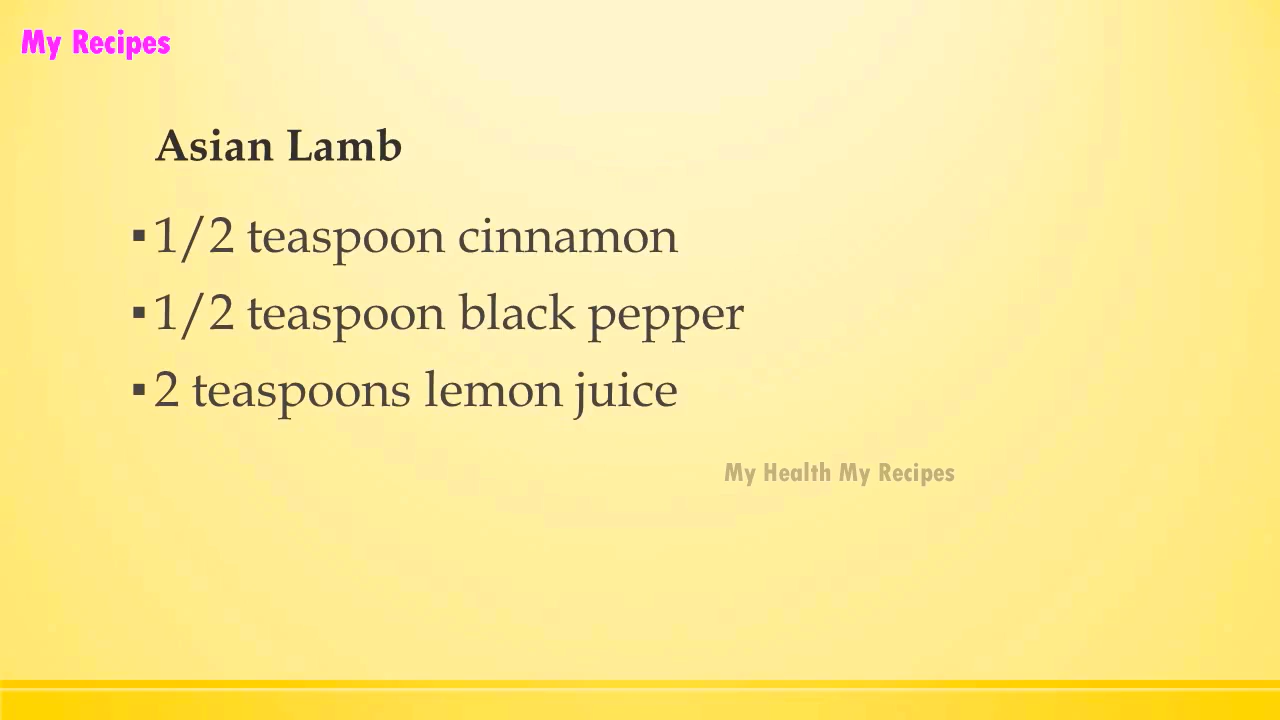 My Recipes
Asian Lamb
▪1/2 teaspoon cinnamon
▪1/2 teaspoon black pepper
▪2 teaspoons lemon juice
My Health My Recipes